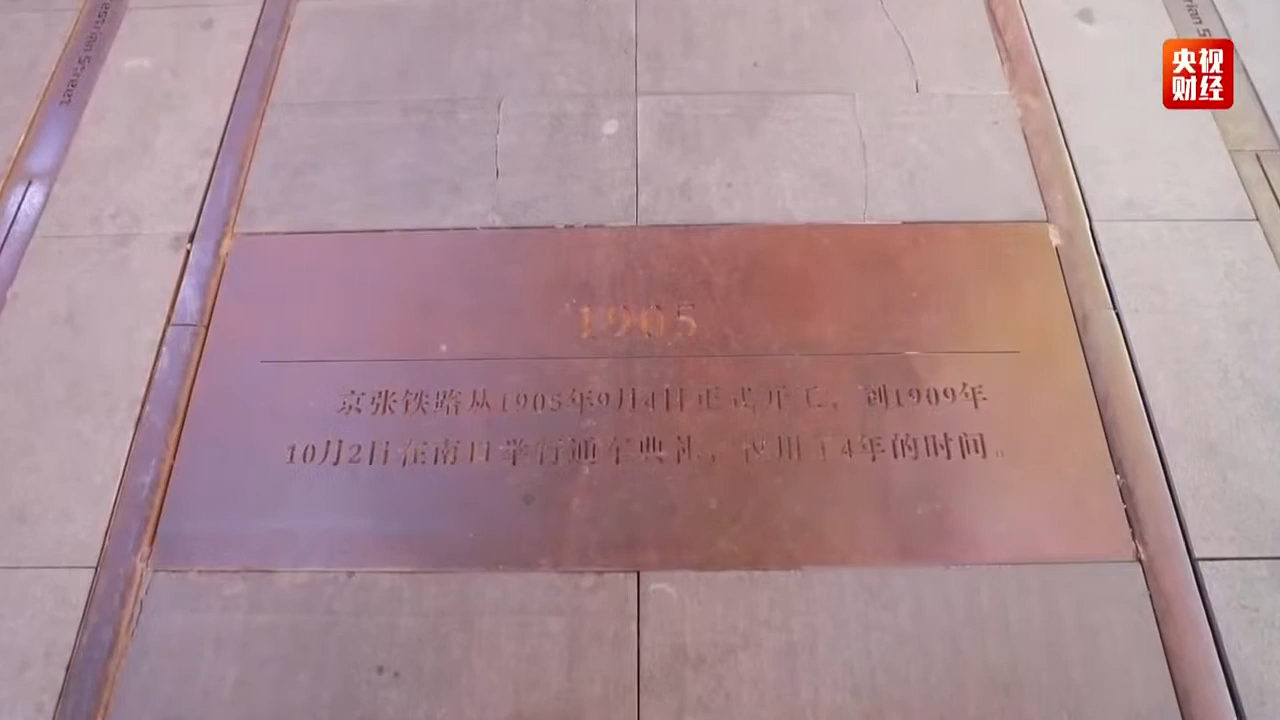 央视
财经
1905
京张铁路从1905年9月4日正式开工，到1909年
10月2日在南口举行通车典礼，仅用了4年的时间。